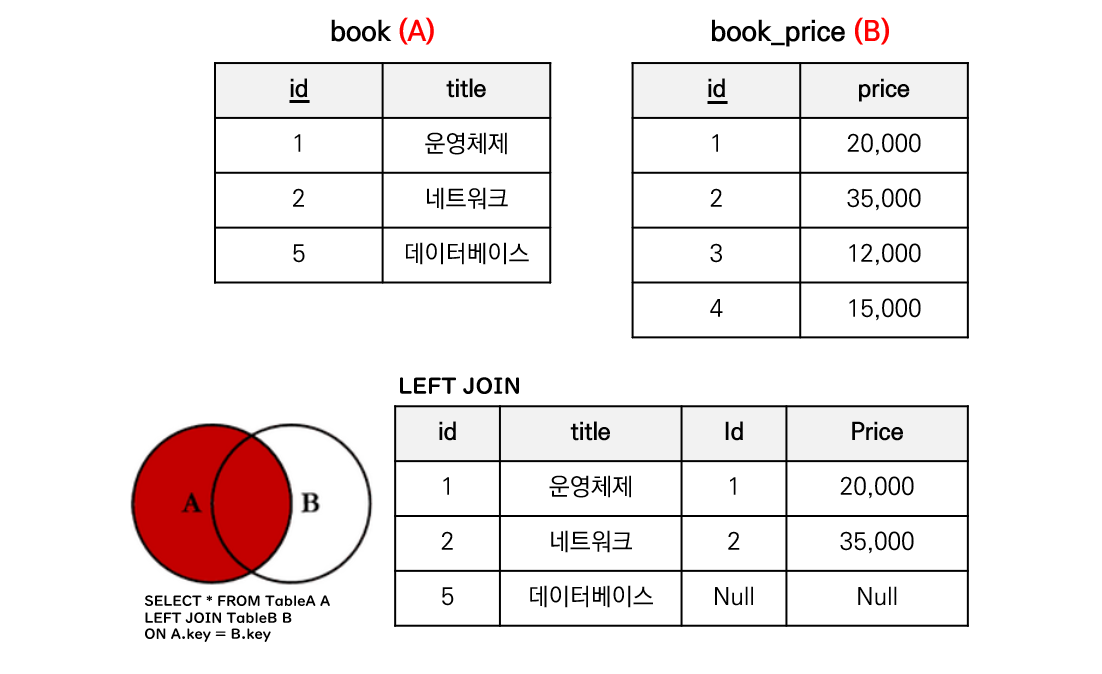 book (A)
id title
1 운영체제
2 네트워크
5 데이터베이스
book_price (B)
id price
1 20,000
2 35,000
3 12,000
4 15,000
LEFT JOIN
id title Id Price
1 운영체제 1 20,000
2 네트워크 2 35,000
5 데이터베이스 Null Null
A B
SELECT * FROM TableA A
LEFT JOIN TableB B
ON A.key = B.key